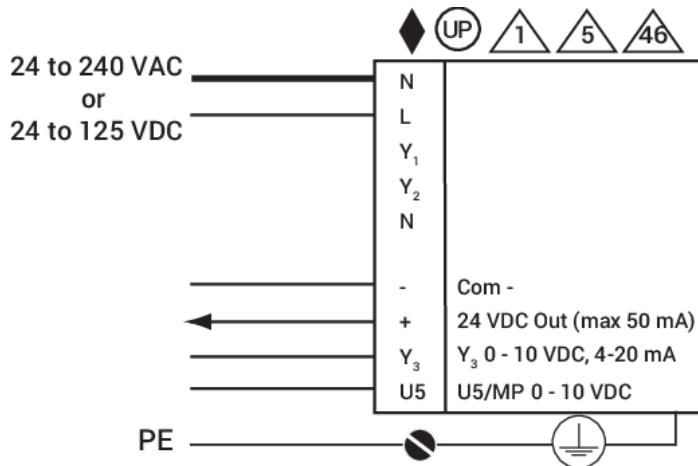 UP 1 5 46
24 to 240 VAC
or
24 to 125 VDC
N
L
Y₁
Y₂
N
- Com -
+ 24 VDC Out (max 50 mA)
Y₃ Y₃ 0 - 10 VDC, 4-20 mA
U5 U5/MP 0 - 10 VDC
PE